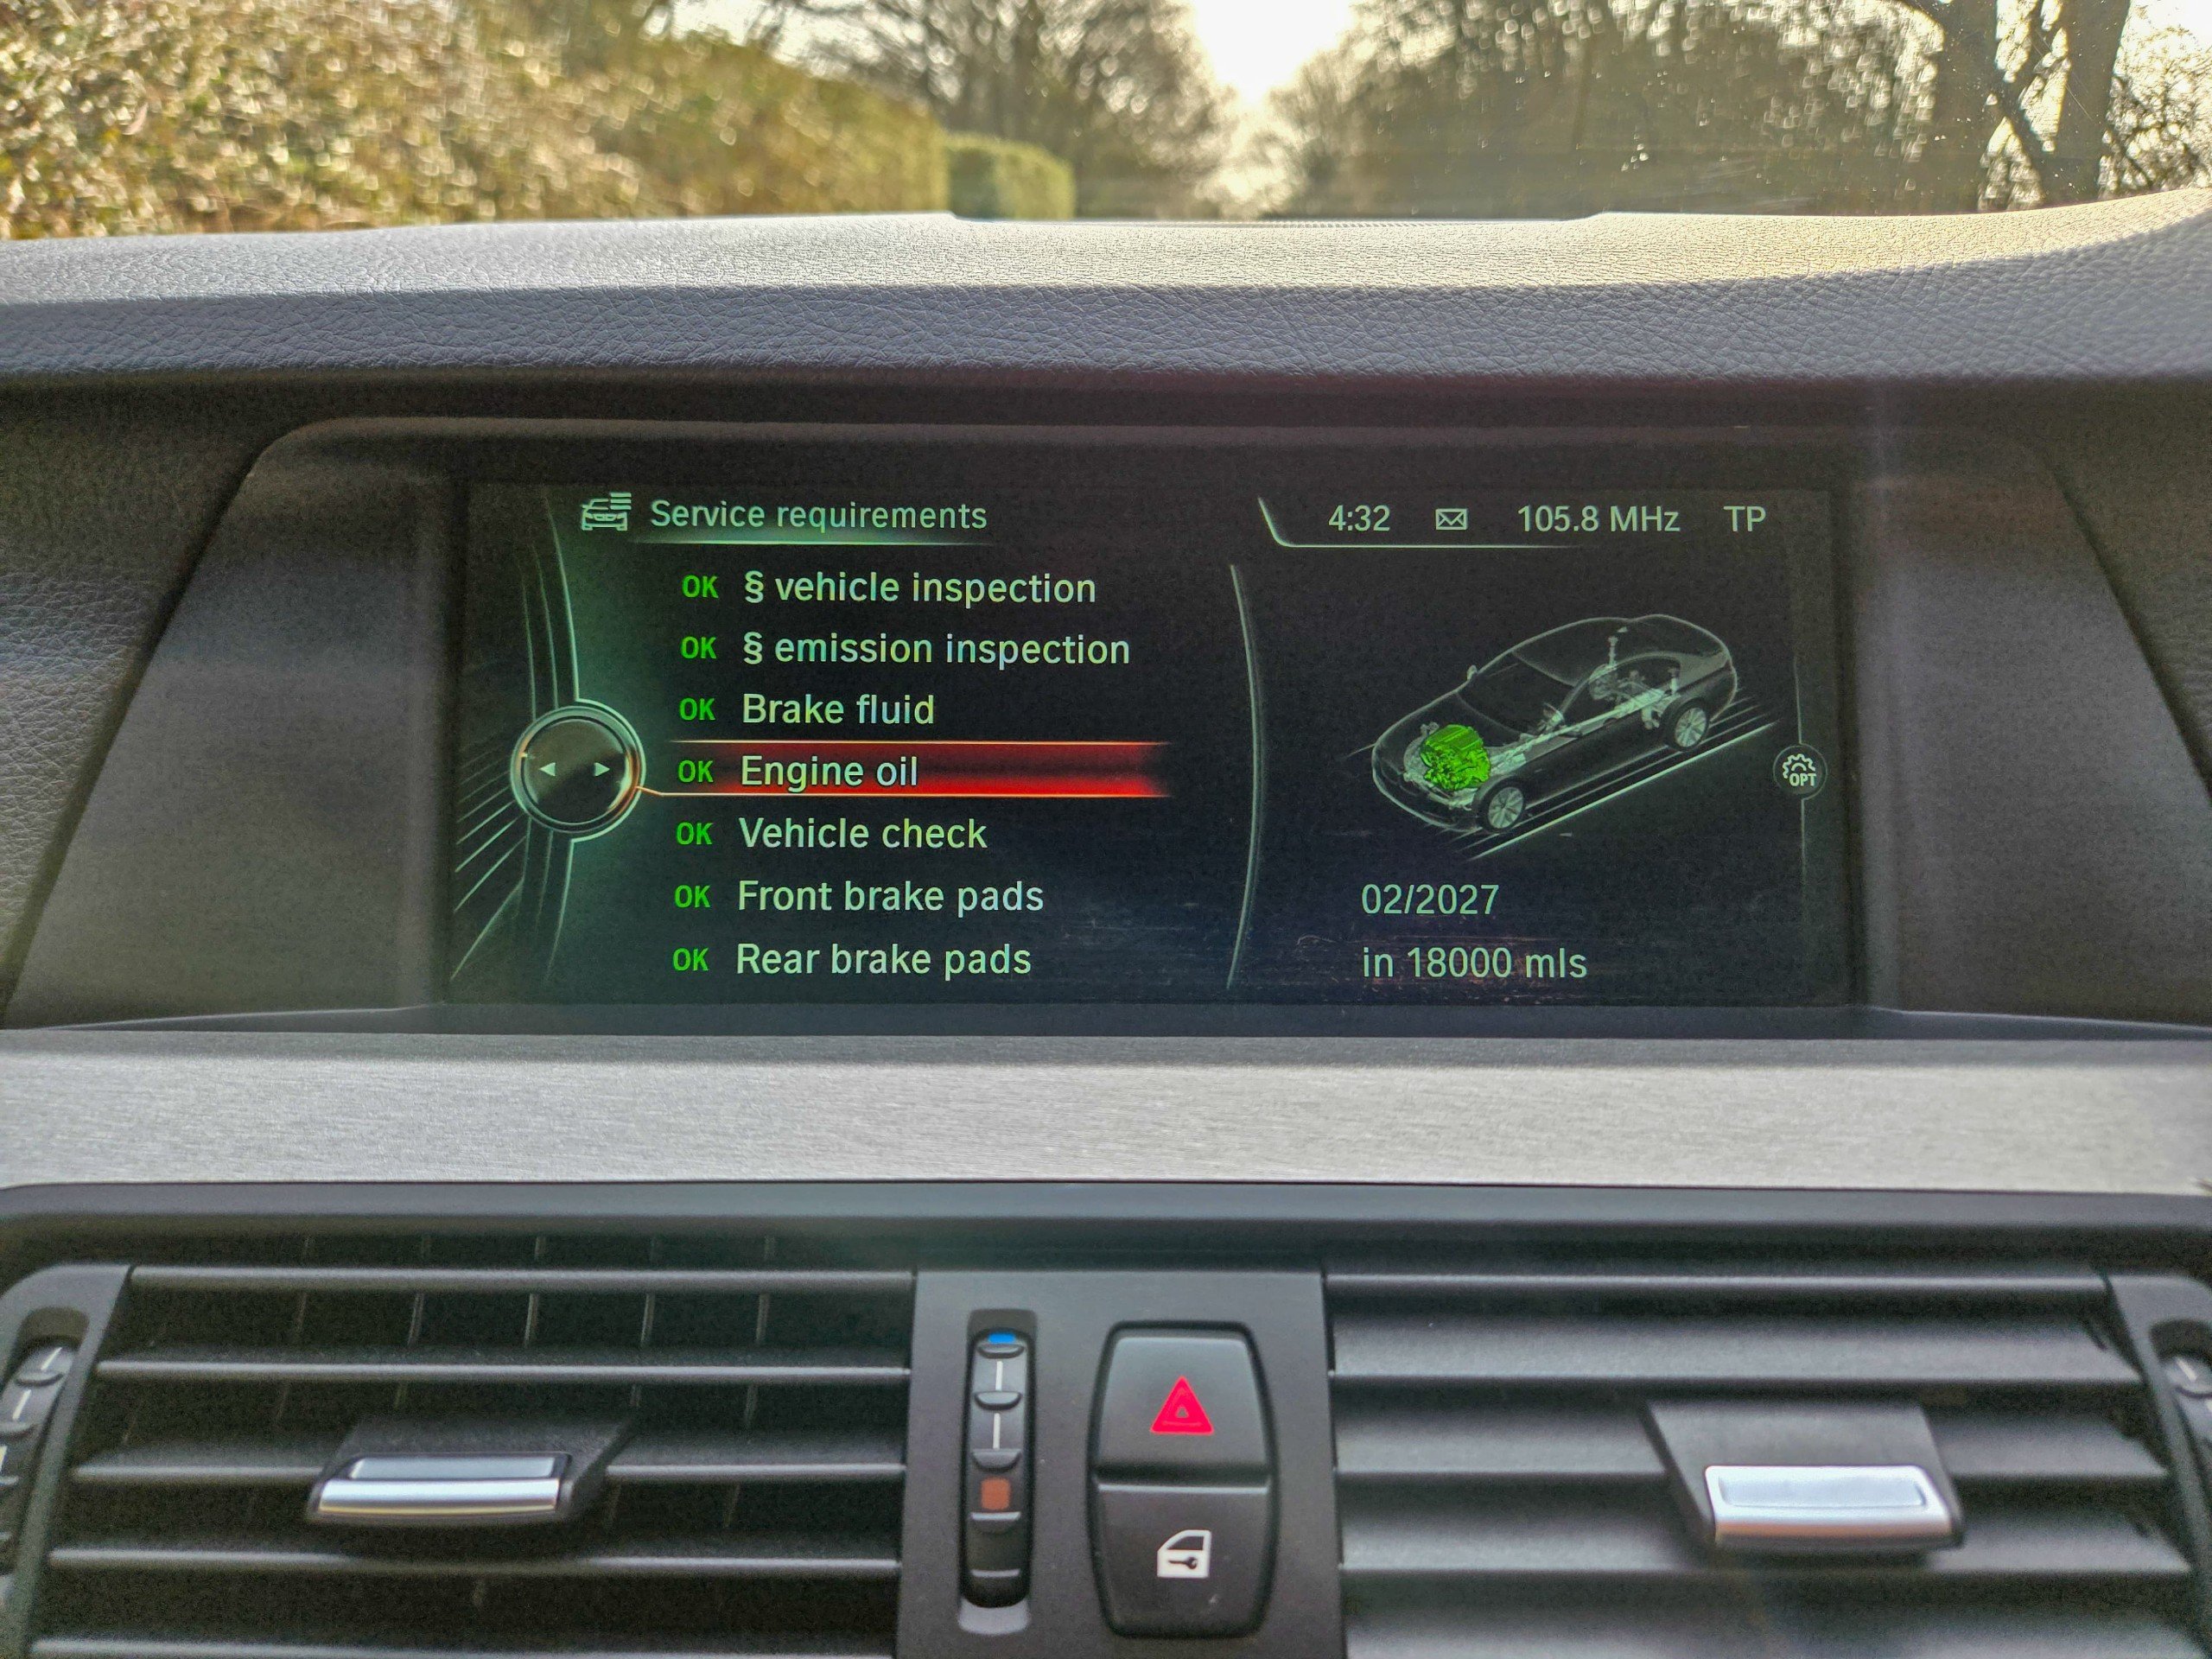 Service requirements
4:32 105.8 MHz TP
OK § vehicle inspection
OK § emission inspection
OK Brake fluid
OK Engine oil
OPT
OK Vehicle check
OK Front brake pads
02/2027
OK Rear brake pads
in 18000 mls